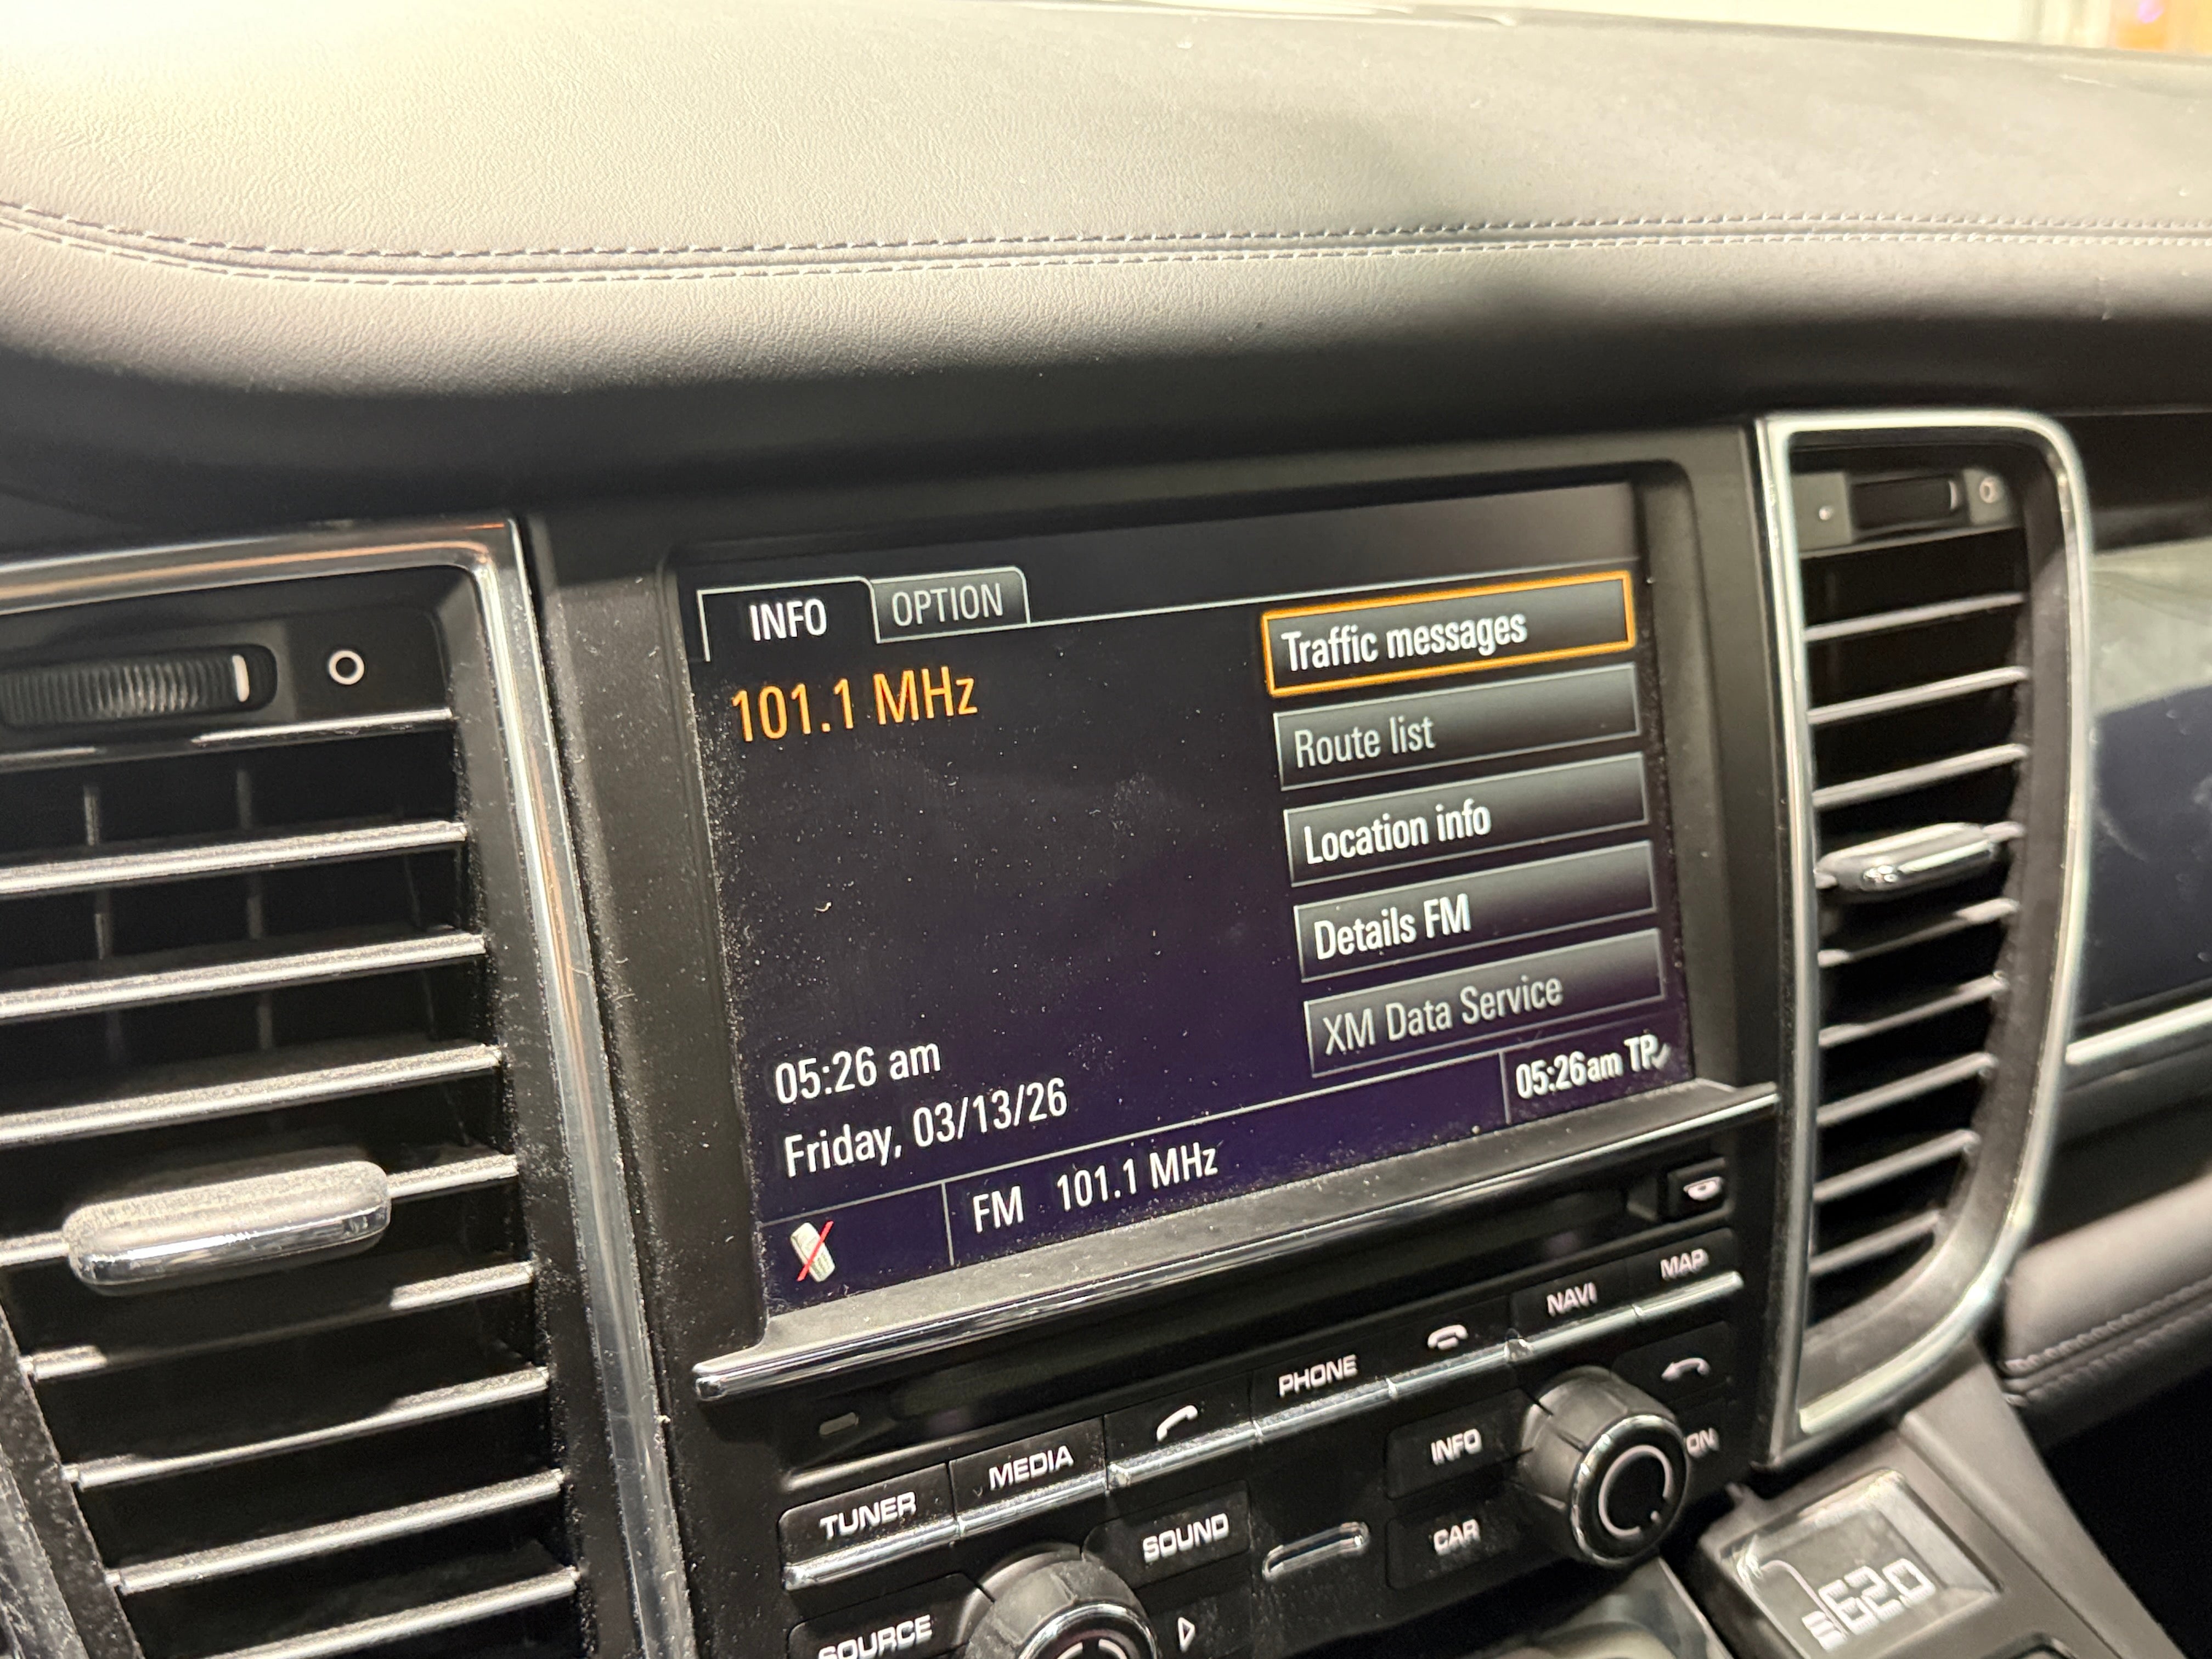 INFO
OPTION
101.1 MHz
Traffic messages
Route list
Location info
Details FM
XM Data Service
05:26 am
Friday, 03/13/26
FM 101.1 MHz
05:26am TP
TUNER
MEDIA
PHONE
NAVI
MAP
SOUND
INFO
CAR
SOURCE
62.0